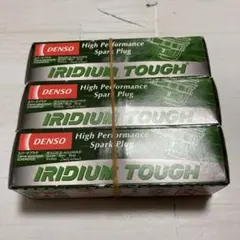 DENSO
High Performance
Spark Plug
IRIDIUM TOUGH
DENSO
High Performance
Spark Plug
IRIDIUM TOUGH
DENSO
High Performance
Spark Plug
IRIDIUM TOUGH